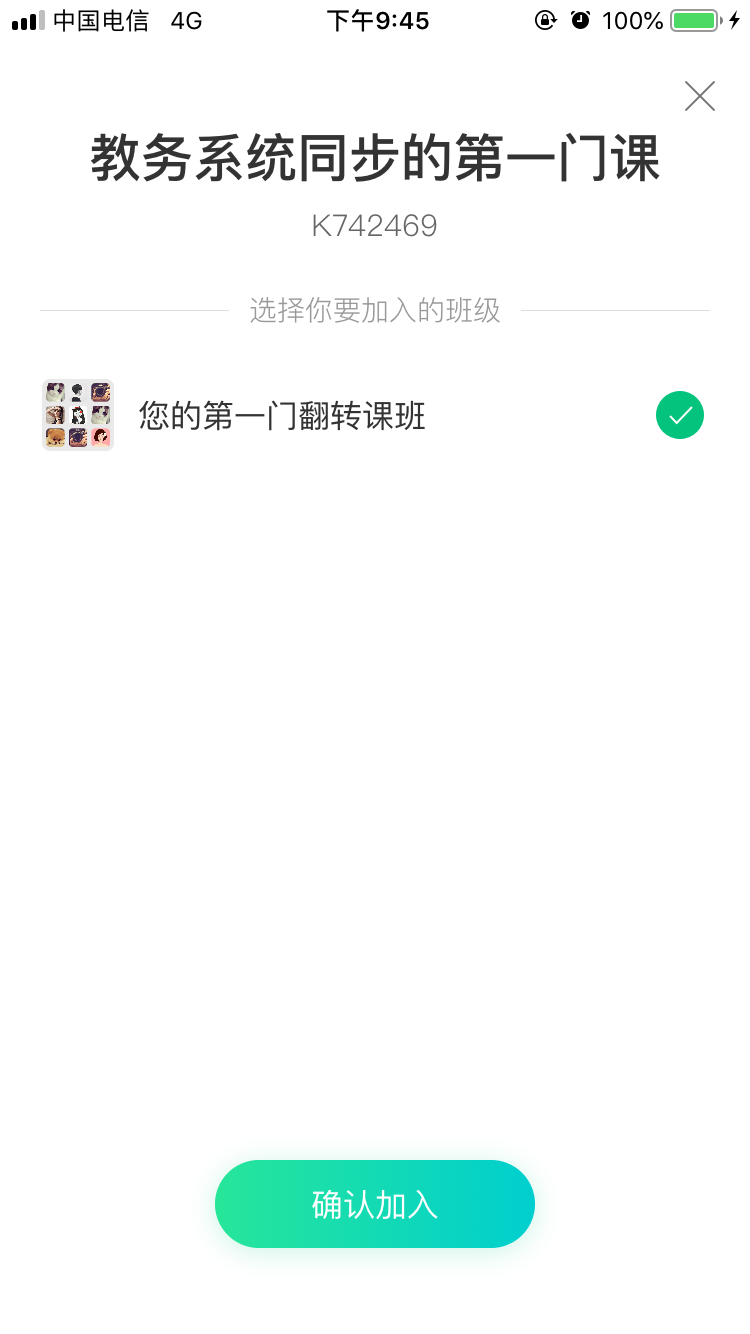 中国电信 4G 下午9:45 100%
教务系统同步的第一门课
K742469
选择你要加入的班级
您的第一门翻转课班
确认加入